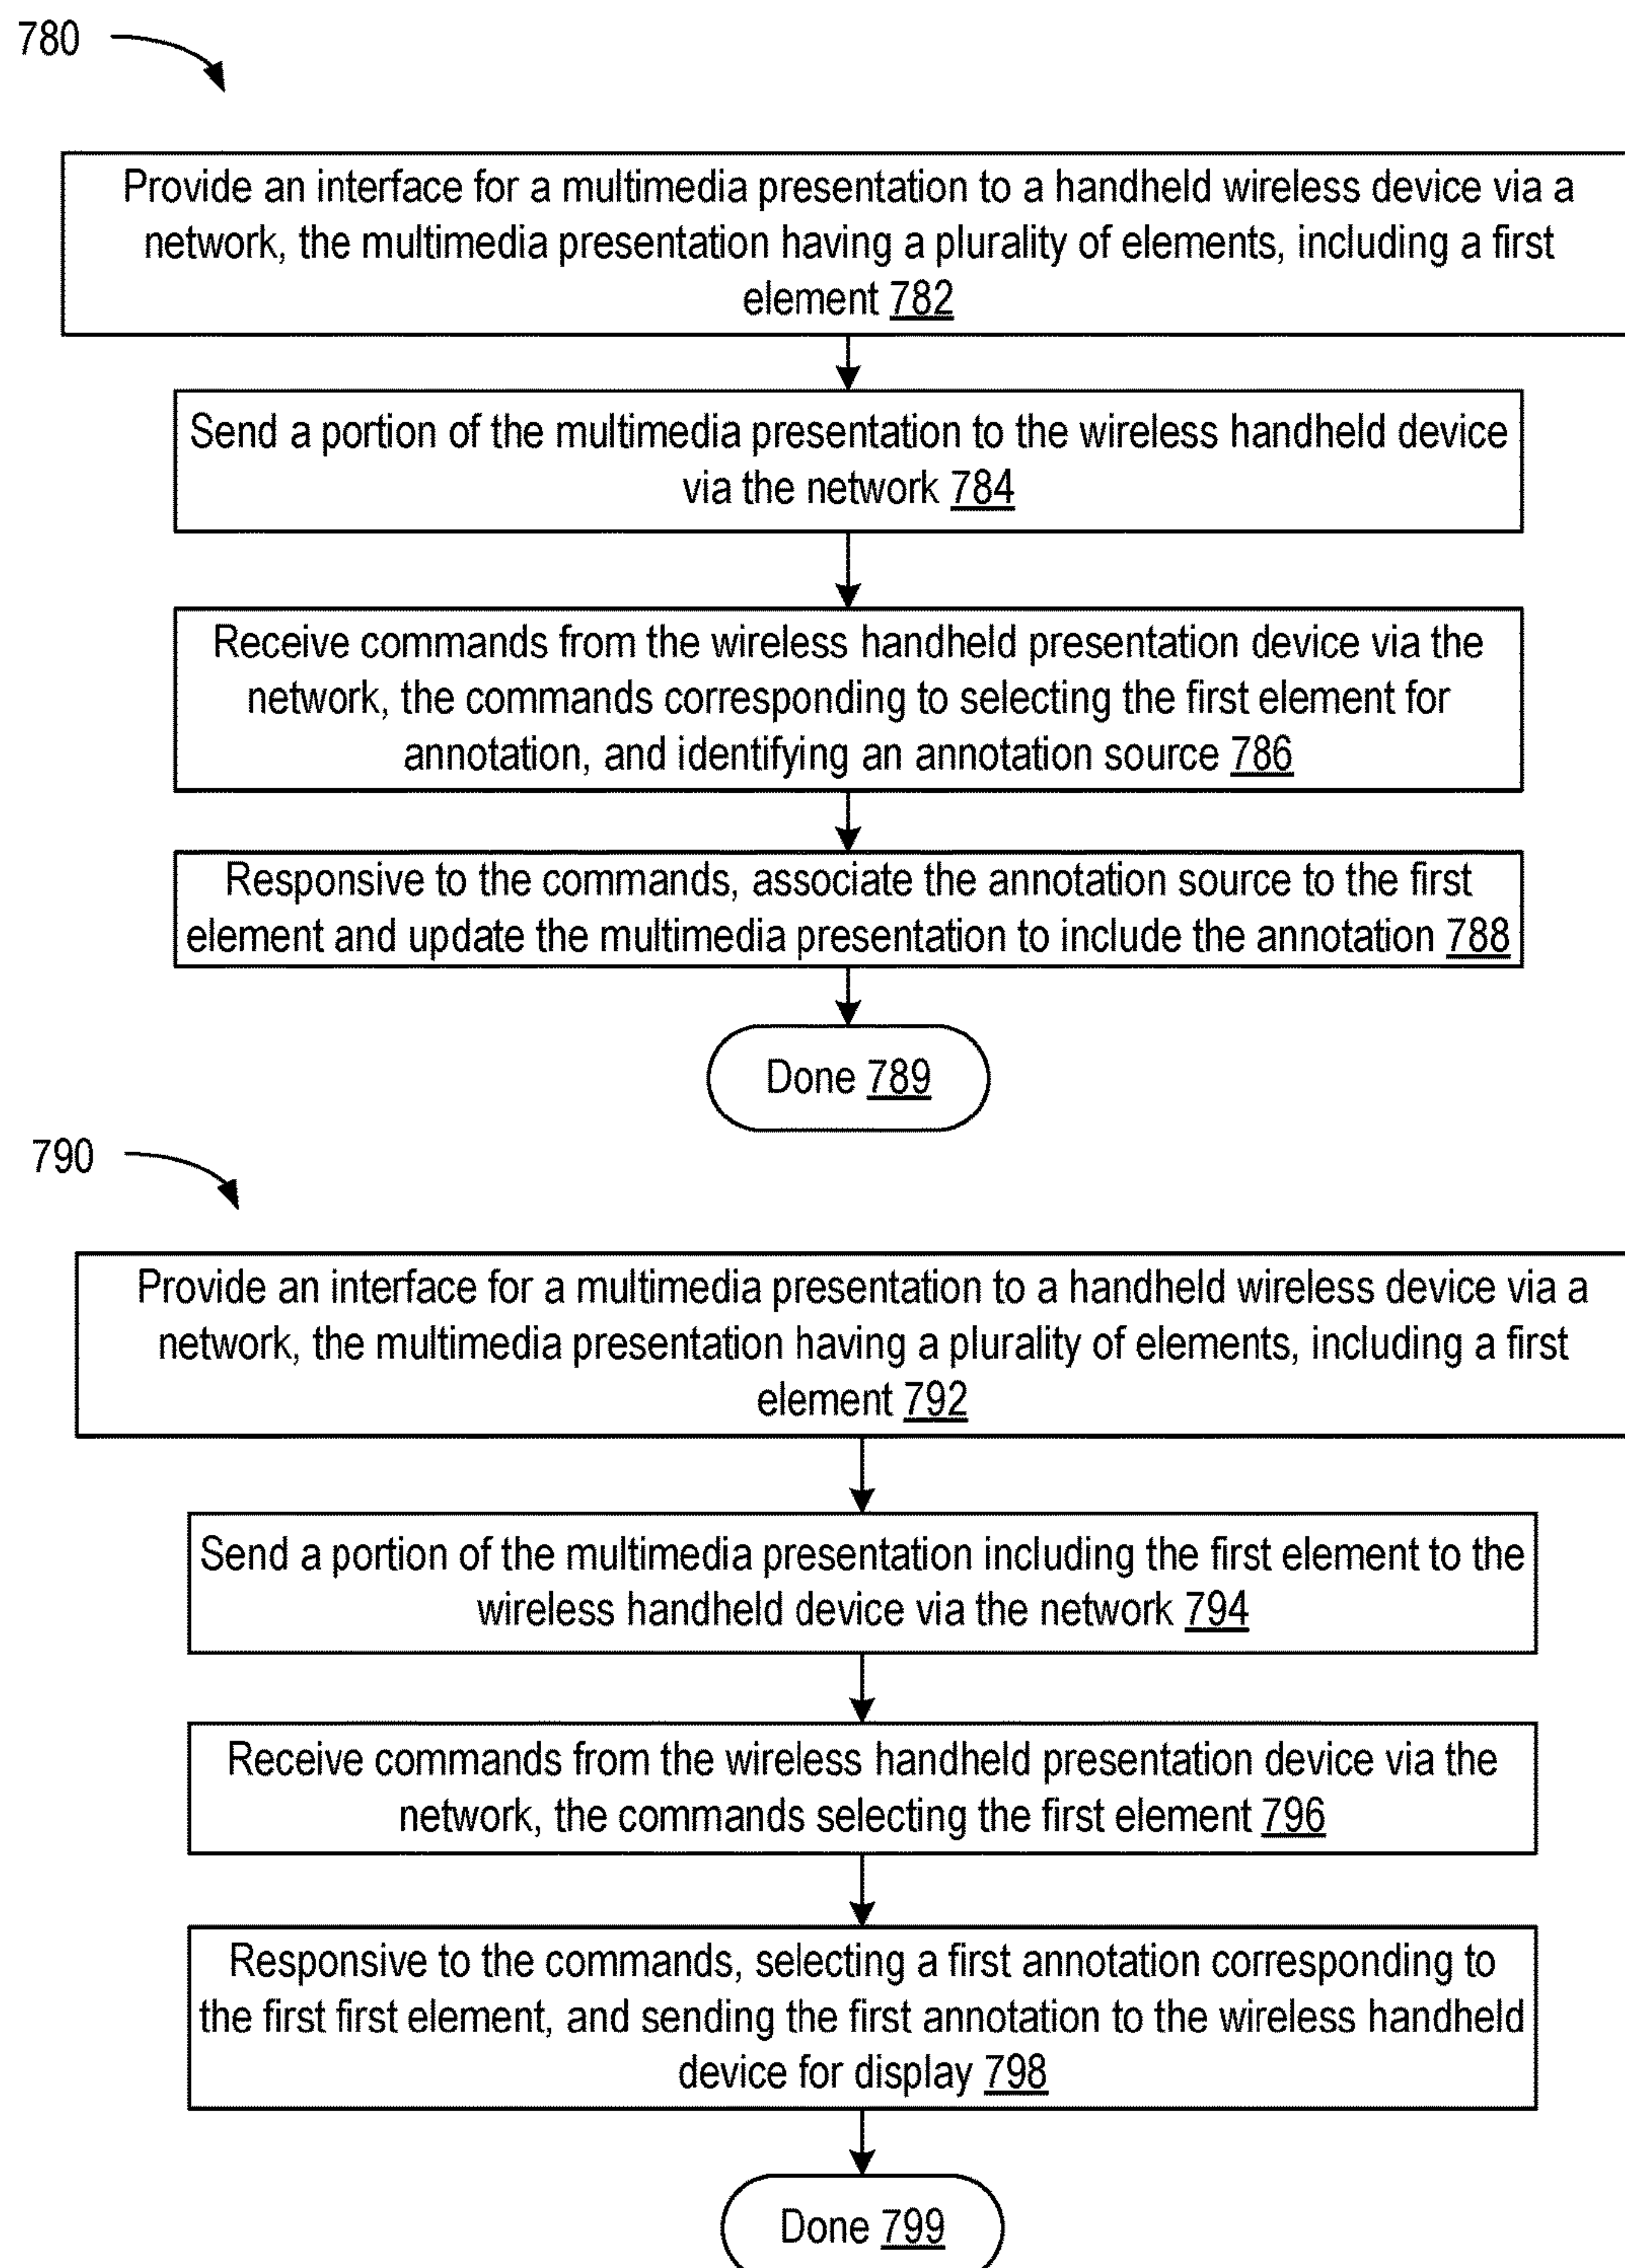 780
Provide an interface for a multimedia presentation to a handheld wireless device via a
network, the multimedia presentation having a plurality of elements, including a first
element 782
Send a portion of the multimedia presentation to the wireless handheld device
via the network 784
Receive commands from the wireless handheld presentation device via the
network, the commands corresponding to selecting the first element for
annotation, and identifying an annotation source 786
Responsive to the commands, associate the annotation source to the first
element and update the multimedia presentation to include the annotation 788
Done 789
790
Provide an interface for a multimedia presentation to a handheld wireless device via a
network, the multimedia presentation having a plurality of elements, including a first
element 792
Send a portion of the multimedia presentation including the first element to the
wireless handheld device via the network 794
Receive commands from the wireless handheld presentation device via the
network, the commands selecting the first element 796
Responsive to the commands, selecting a first annotation corresponding to
the first first element, and sending the first annotation to the wireless handheld
device for display 798
Done 799